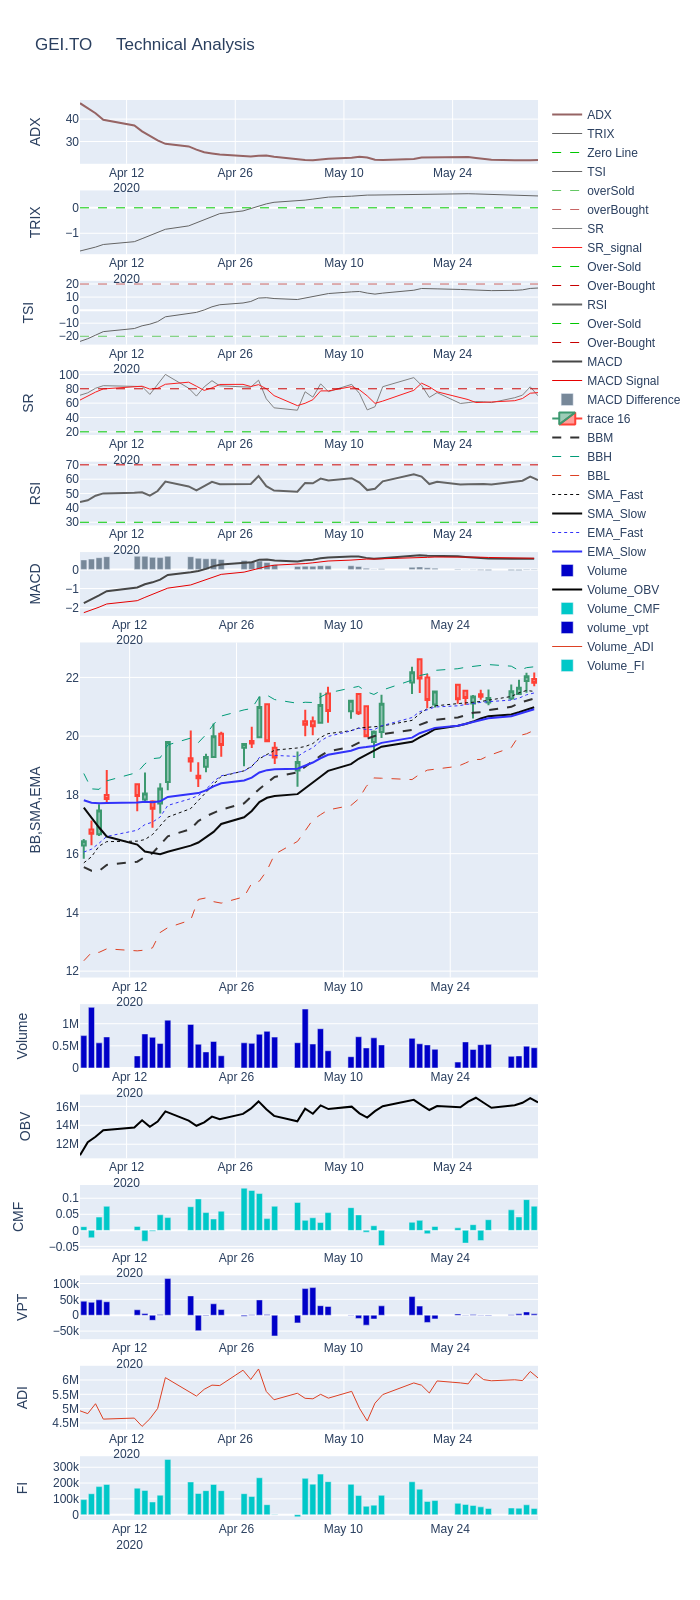 GEI.TO Technical Analysis
ADX
40
30
Apr 12
2020
Apr 26
May 10
May 24
TRIX
0
−1
Apr 12
2020
Apr 26
May 10
May 24
TSI
20
10
0
−10
−20
Apr 12
2020
Apr 26
May 10
May 24
SR
100
80
60
40
20
Apr 12
2020
Apr 26
May 10
May 24
RSI
70
60
50
40
30
Apr 12
2020
Apr 26
May 10
May 24
MACD
0
−1
−2
Apr 12
2020
Apr 26
May 10
May 24
BB,SMA,EMA
22
20
18
16
14
12
Apr 12
2020
Apr 26
May 10
May 24
Volume
1M
0.5M
0
Apr 12
2020
Apr 26
May 10
May 24
OBV
16M
14M
12M
Apr 12
2020
Apr 26
May 10
May 24
CMF
0.1
0.05
0
−0.05
Apr 12
2020
Apr 26
May 10
May 24
VPT
100k
50k
0
−50k
Apr 12
2020
Apr 26
May 10
May 24
ADI
6M
5.5M
5M
4.5M
Apr 12
2020
Apr 26
May 10
May 24
FI
300k
200k
100k
0
Apr 12
2020
Apr 26
May 10
May 24
ADX
TRIX
Zero Line
TSI
overSold
overBought
SR
SR_signal
Over-Sold
Over-Bought
RSI
Over-Sold
Over-Bought
MACD
MACD Signal
MACD Difference
trace 16
BBM
BBH
BBL
SMA_Fast
SMA_Slow
EMA_Fast
EMA_Slow
Volume
Volume_OBV
Volume_CMF
volume_vpt
Volume_ADI
Volume_FI